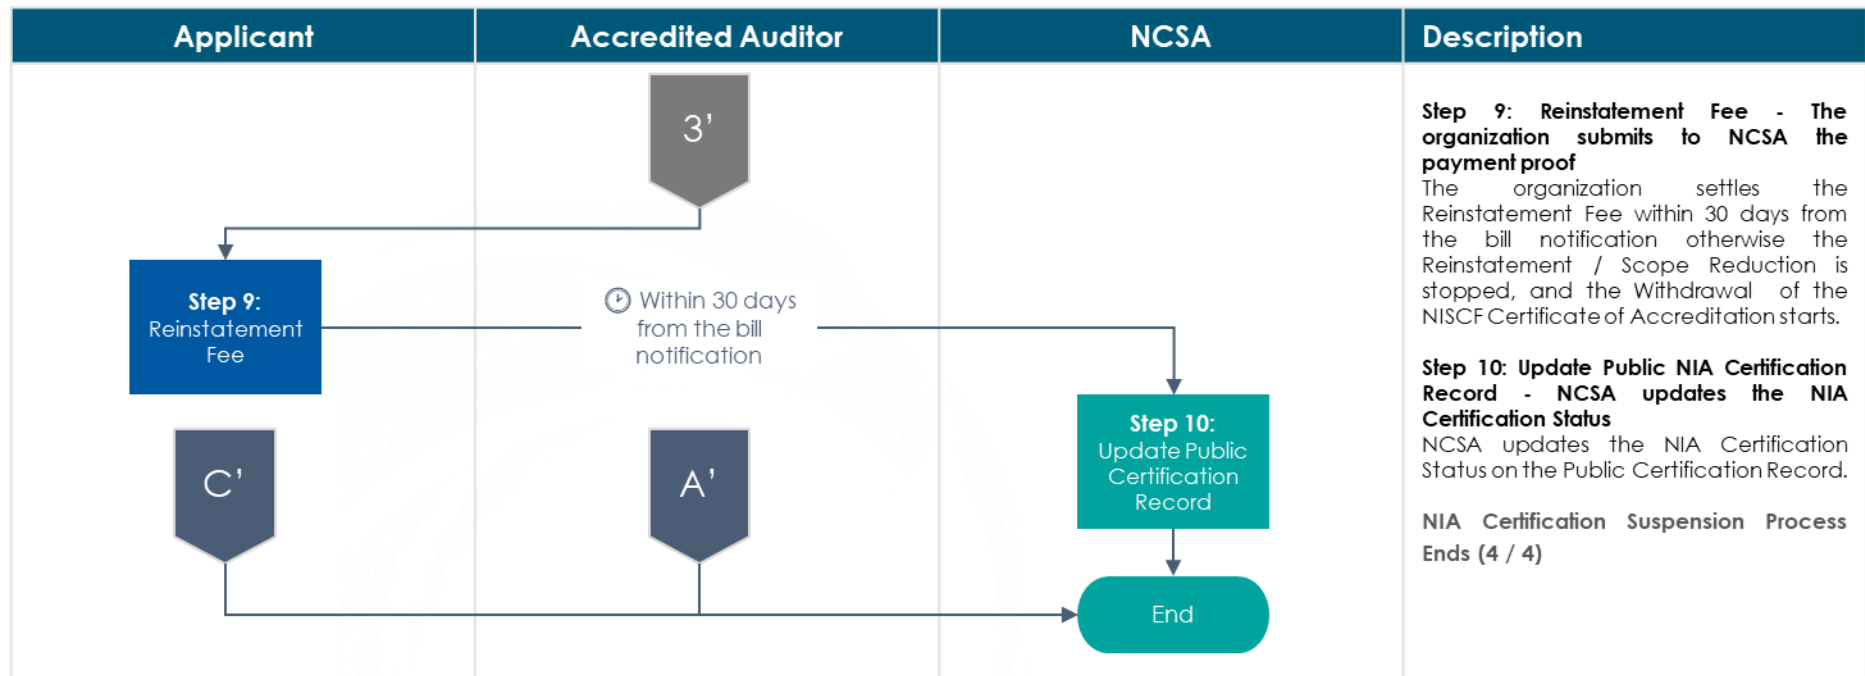 Applicant
Accredited Auditor
NCSA
Description
3’
Step 9:
Reinstatement
Fee
Within 30 days
from the bill
notification
C’
A’
Step 10:
Update Public
Certification
Record
End
Step 9: Reinstatement Fee - The
organization submits to NCSA the
payment proof
The organization settles the
Reinstatement Fee within 30 days from
the bill notification otherwise the
Reinstatement / Scope Reduction is
stopped, and the Withdrawal of the
NISCF Certificate of Accreditation starts.
Step 10: Update Public NIA Certification
Record - NCSA updates the NIA
Certification Status
NCSA updates the NIA Certification
Status on the Public Certification Record.
NIA Certification Suspension Process
Ends (4 / 4)